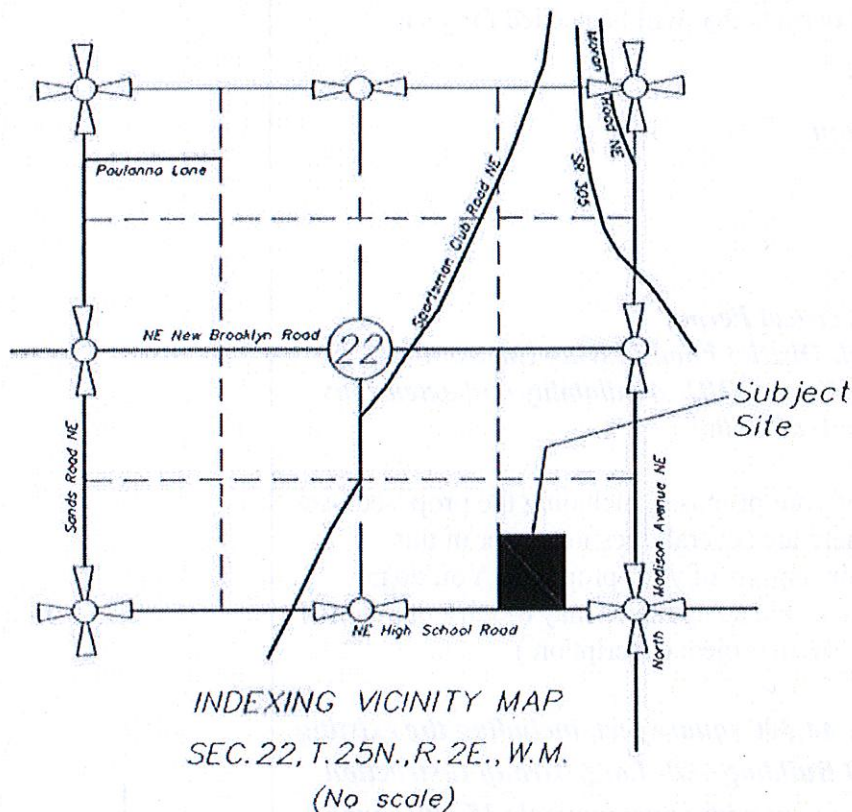 Moran Road NE
SR 305
Paulanna Lane
Sportsman Club Road NE
NE New Brooklyn Road
22
Subject
Site
Sands Road NE
North Madison Avenue NE
NE High School Road
INDEXING VICINITY MAP
SEC. 22, T.25N., R.2E., W.M.
(No scale)